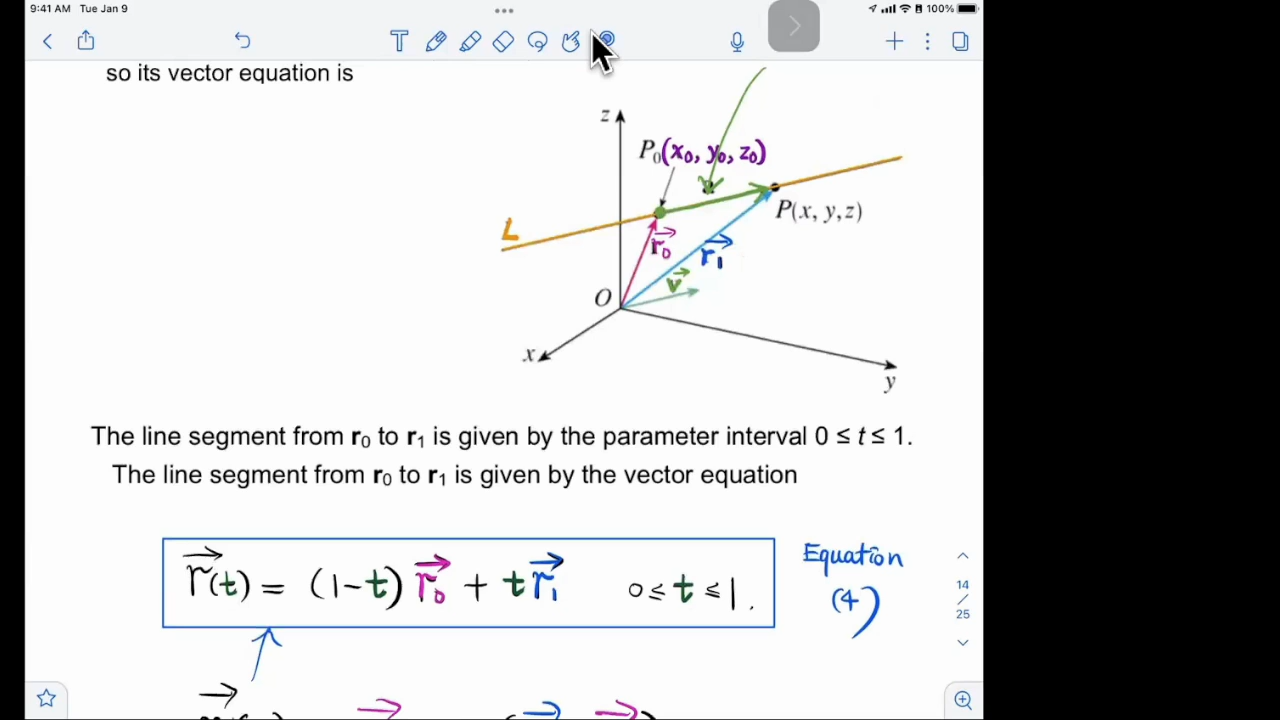 9:41 AM Tue Jan 9
100%
so its vector equation is
z
P₀(x₀, y₀, z₀)
P(x, y, z)
L
r₀
r₁
v
O
x
y
The line segment from r₀ to r₁ is given by the parameter interval 0 ≤ t ≤ 1.
The line segment from r₀ to r₁ is given by the vector equation
r⃗(t) = (1-t) r⃗₀ + t r⃗₁ 0 ≤ t ≤ 1.
Equation
(4)
14
/
25